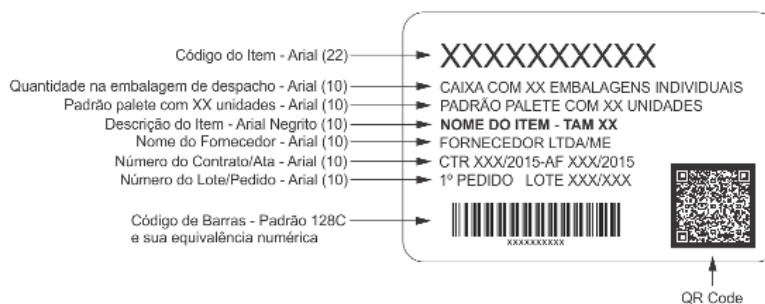 Código do Item - Arial (22)
XXXXXXXXXX
Quantidade na embalagem de despacho - Arial (10)
CAIXA COM XX EMBALAGENS INDIVIDUAIS
Padrão palete com XX unidades - Arial (10)
PADRÃO PALETE COM XX UNIDADES
Descrição do Item - Arial Negrito (10)
NOME DO ITEM - TAM XX
Nome do Fornecedor - Arial (10)
FORNECEDOR LTDA/ME
Número do Contrato/Ata - Arial (10)
CTR XXX/2015-AF XXX/2015
Número do Lote/Pedido - Arial (10)
1º PEDIDO LOTE XXX/XXX
Código de Barras - Padrão 128C
e sua equivalência numérica
xxxxxxxxxx
QR Code